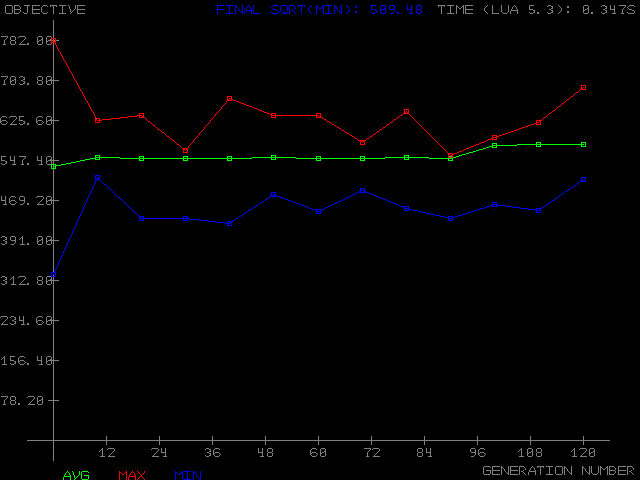 OBJECTIVE FINAL SQRT(MIN): 509.48 TIME (LUA 5.3): 0.347S
782.00
703.80
625.60
547.40
469.20
391.00
312.80
234.60
156.40
78.20
12 24 36 48 60 72 84 96 108 120
GENERATION NUMBER
AVG MAX MIN